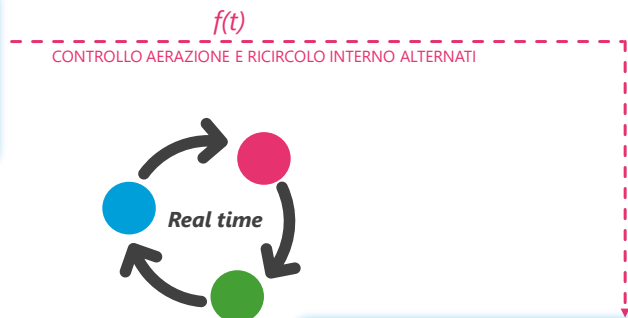 f(t)
CONTROLLO AERAZIONE E RICIRCOLO INTERNO ALTERNATI
Real time